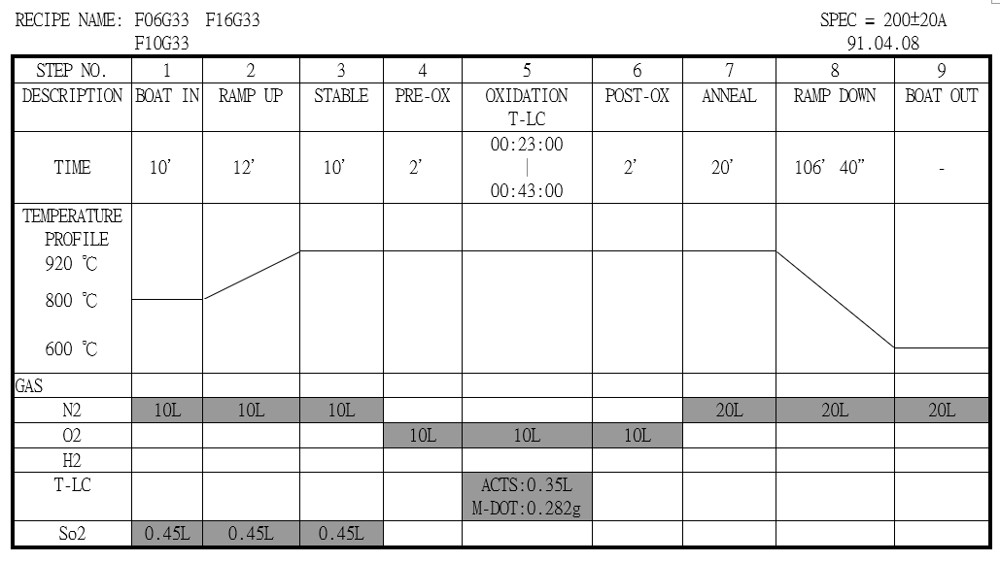 RECIPE NAME: F06G33 F16G33 SPEC = 200±20A
F10G33 91.04.08
STEP NO. 1 2 3 4 5 6 7 8 9
DESCRIPTION BOAT IN RAMP UP STABLE PRE-OX OXIDATION POST-OX ANNEAL RAMP DOWN BOAT OUT
T-LC
00:23:00
TIME 10' 12' 10' 2' | 2' 20' 106' 40” -
00:43:00
TEMPERATURE
PROFILE
920 ℃
800 ℃
600 ℃
GAS
N2 10L 10L 10L 20L 20L 20L
O2 10L 10L 10L
H2
T-LC ACTS:0.35L
M-DOT:0.282g
So2 0.45L 0.45L 0.45L